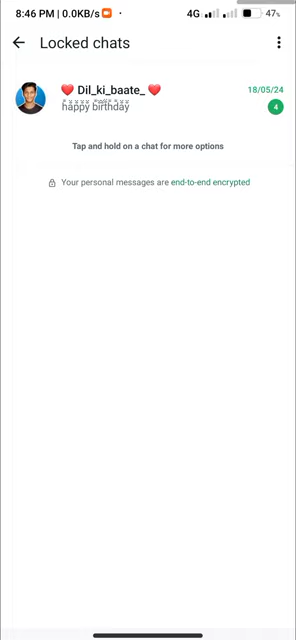 8:46 PM | 0.0KB/s
4G 47%
Locked chats
❤️ Dil_ki_baate_ ❤️ 18/05/24
happy birthday 4
Tap and hold on a chat for more options
Your personal messages are end-to-end encrypted